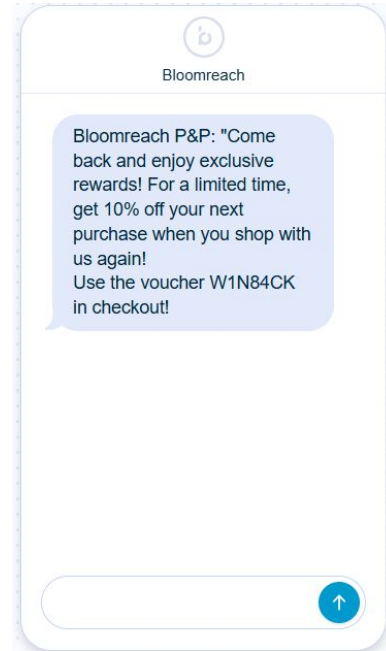 Bloomreach
Bloomreach P&P: "Come
back and enjoy exclusive
rewards! For a limited time,
get 10% off your next
purchase when you shop with
us again!
Use the voucher W1N84CK
in checkout!